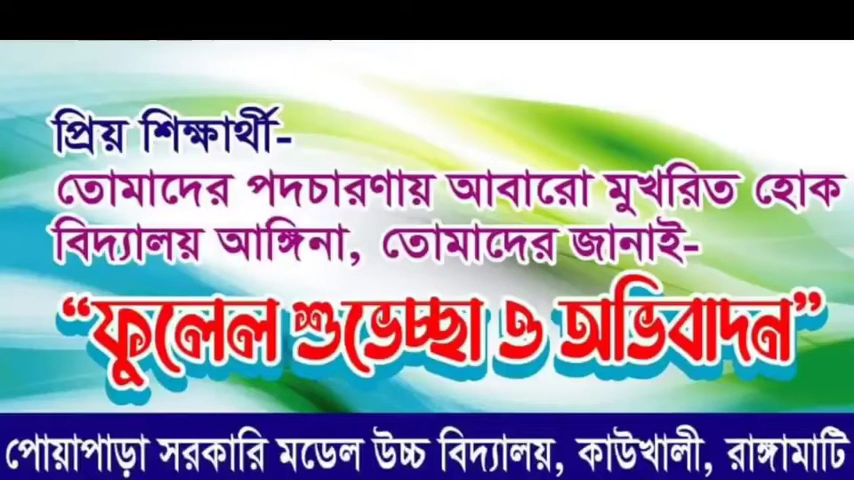 প্রিয় শিক্ষার্থী-
তোমাদের পদচারণায় আবারো মুখরিত হোক
বিদ্যালয় আঙ্গিনা, তোমাদের জানাই-
“ফুলেল শুভেচ্ছা ও অভিবাদন”
পোয়াপাড়া সরকারি মডেল উচ্চ বিদ্যালয়, কাউখালী, রাঙ্গামাটি